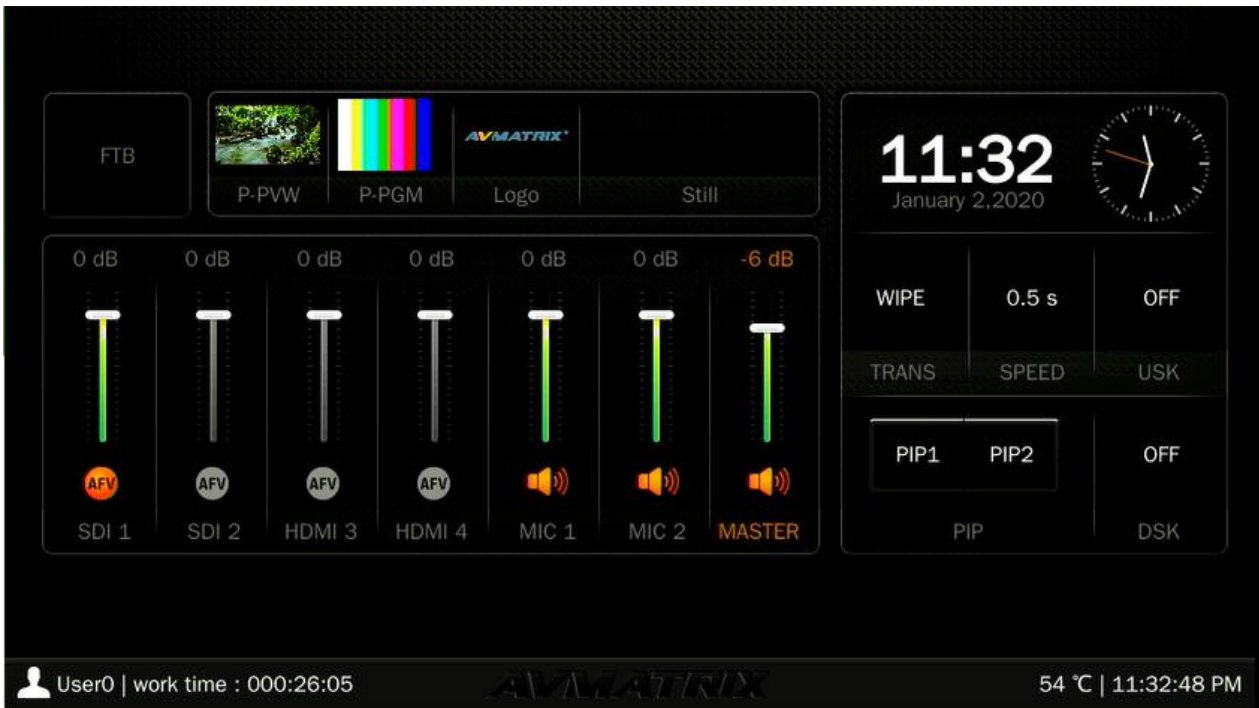 FTB
AVMATRIX
P-PVW P-PGM Logo Still
0 dB 0 dB 0 dB 0 dB 0 dB 0 dB -6 dB
AFV AFV AFV AFV
SDI 1 SDI 2 HDMI 3 HDMI 4 MIC 1 MIC 2 MASTER
11:32
January 2,2020
WIPE 0.5 s OFF
TRANS SPEED USK
PIP1 PIP2 OFF
PIP DSK
User0 | work time : 000:26:05 AVMATRIX 54 ℃ | 11:32:48 PM